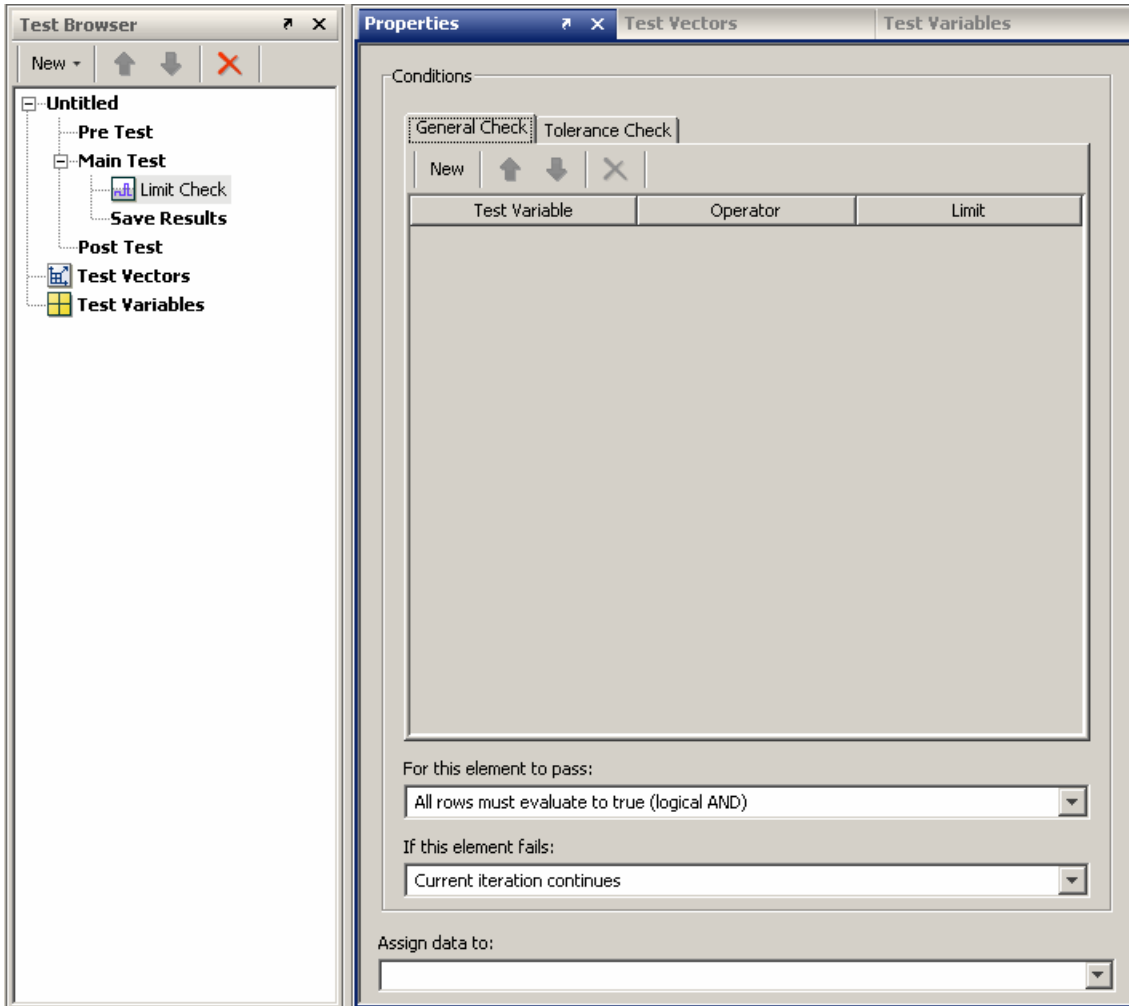 Test Browser
New
Untitled
Pre Test
Main Test
Limit Check
Save Results
Post Test
Test Vectors
Test Variables
Properties
Test Vectors
Test Variables
Conditions
General Check
Tolerance Check
New
Test Variable
Operator
Limit
For this element to pass:
All rows must evaluate to true (logical AND)
If this element fails:
Current iteration continues
Assign data to: